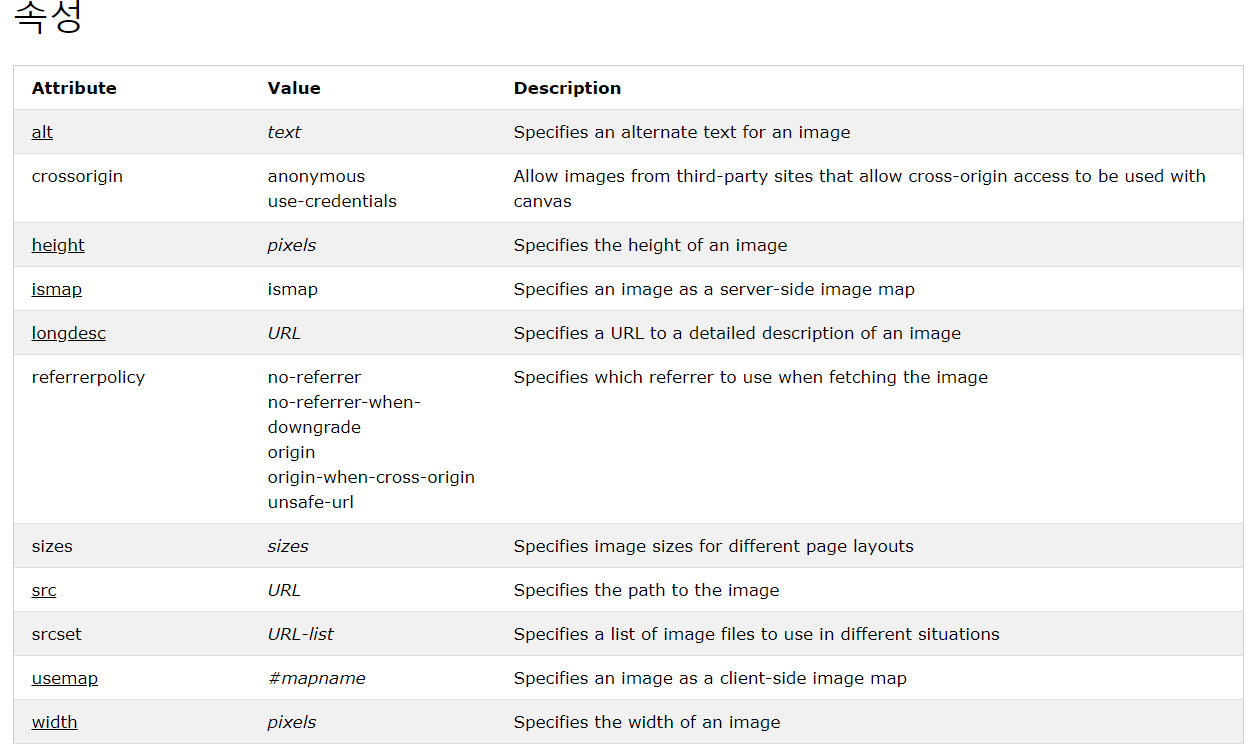 속성
Attribute Value Description
alt text Specifies an alternate text for an image
crossorigin anonymous Allow images from third-party sites that allow cross-origin access to be used with
use-credentials canvas
height pixels Specifies the height of an image
ismap ismap Specifies an image as a server-side image map
longdesc URL Specifies a URL to a detailed description of an image
referrerpolicy no-referrer Specifies which referrer to use when fetching the image
no-referrer-when-
downgrade
origin
origin-when-cross-origin
unsafe-url
sizes sizes Specifies image sizes for different page layouts
src URL Specifies the path to the image
srcset URL-list Specifies a list of image files to use in different situations
usemap #mapname Specifies an image as a client-side image map
width pixels Specifies the width of an image